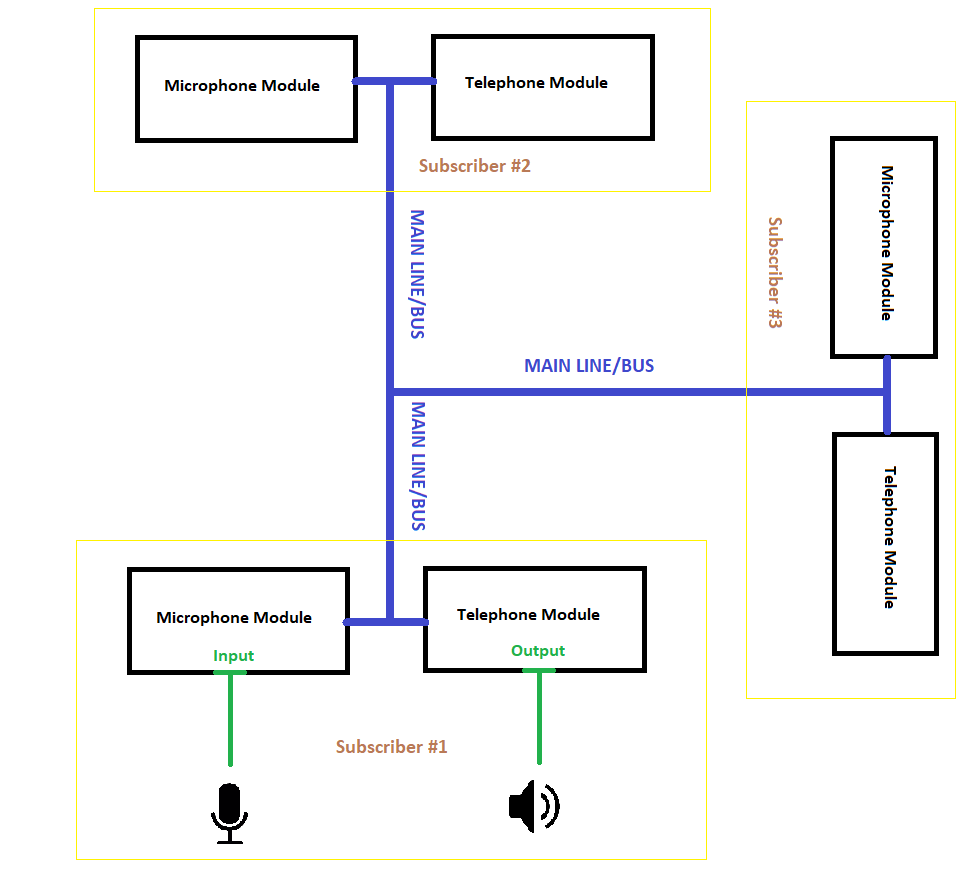 Microphone Module
Telephone Module
Subscriber #2
MAIN LINE/BUS
Microphone Module
Subscriber #3
MAIN LINE/BUS
MAIN LINE/BUS
Telephone Module
Microphone Module
Telephone Module
Input
Output
Subscriber #1